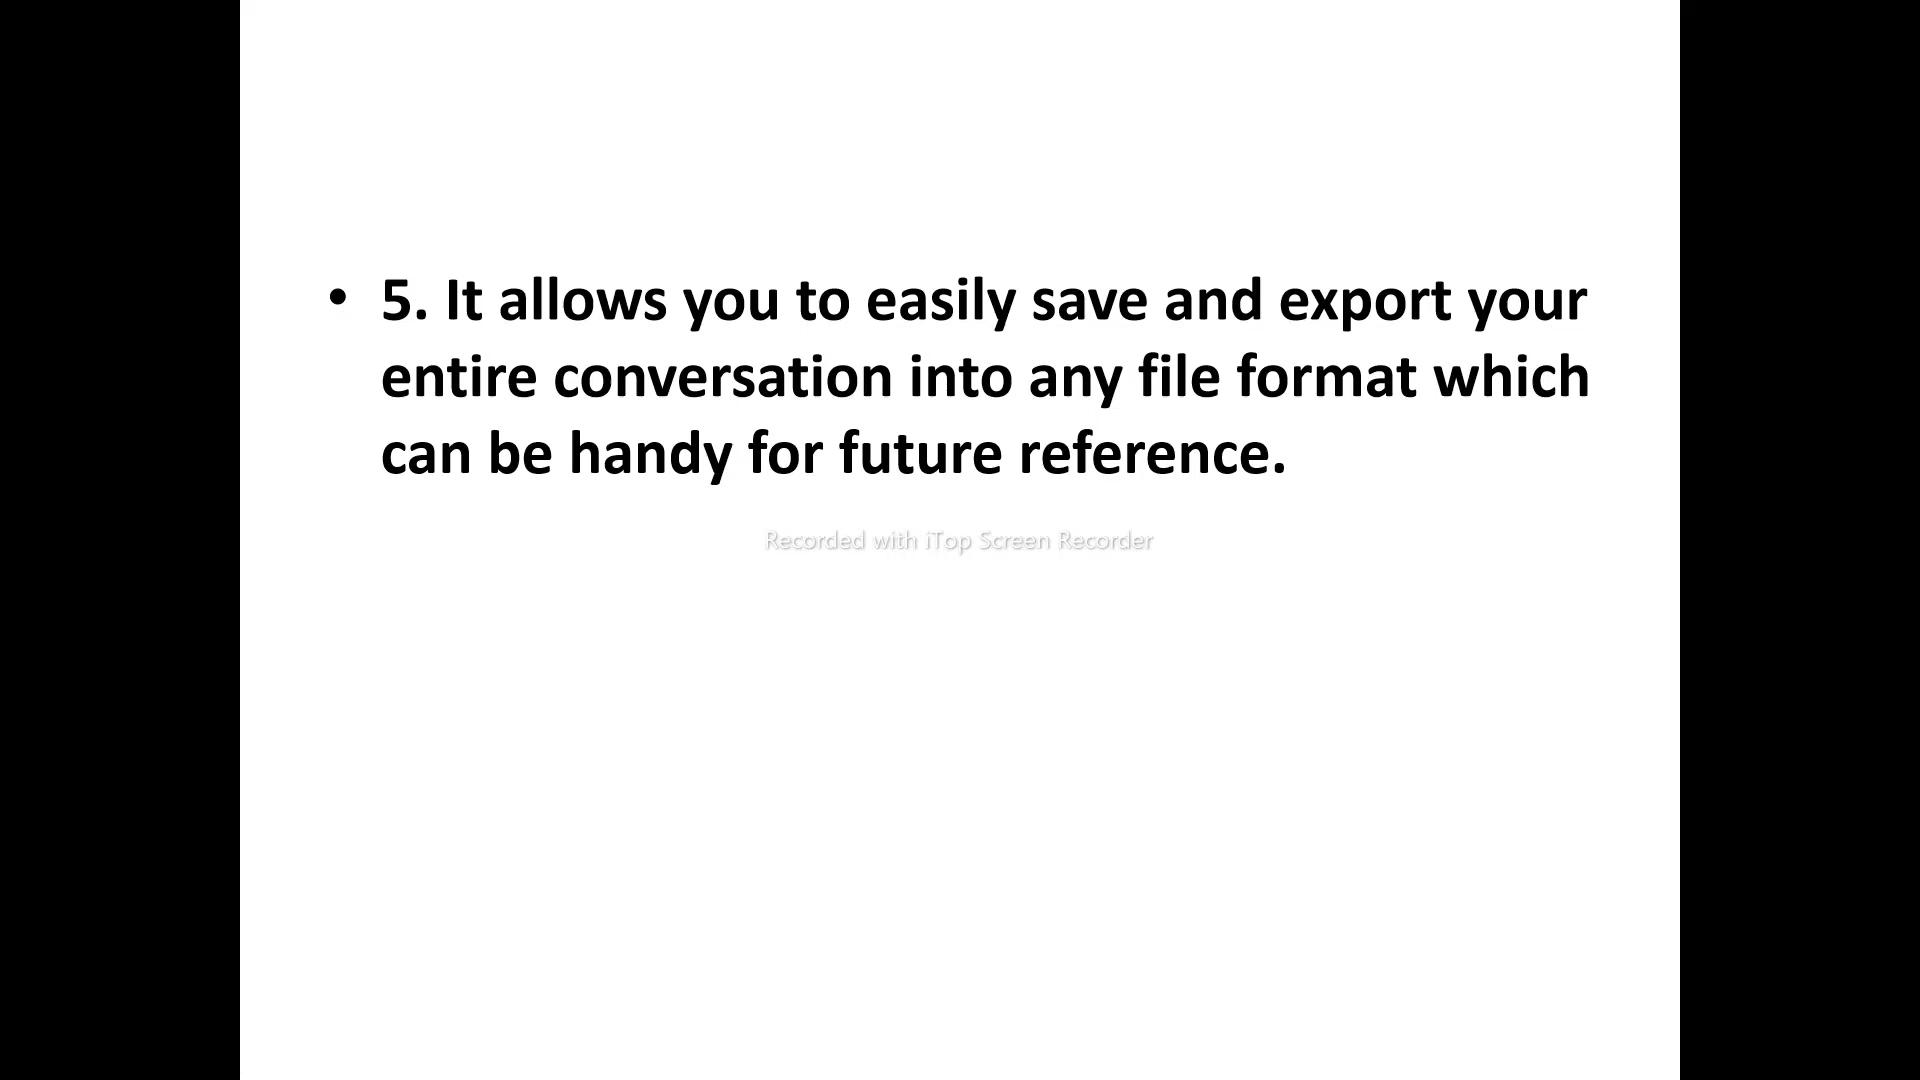 • 5. It allows you to easily save and export your
entire conversation into any file format which
can be handy for future reference.
Recorded with iTop Screen Recorder